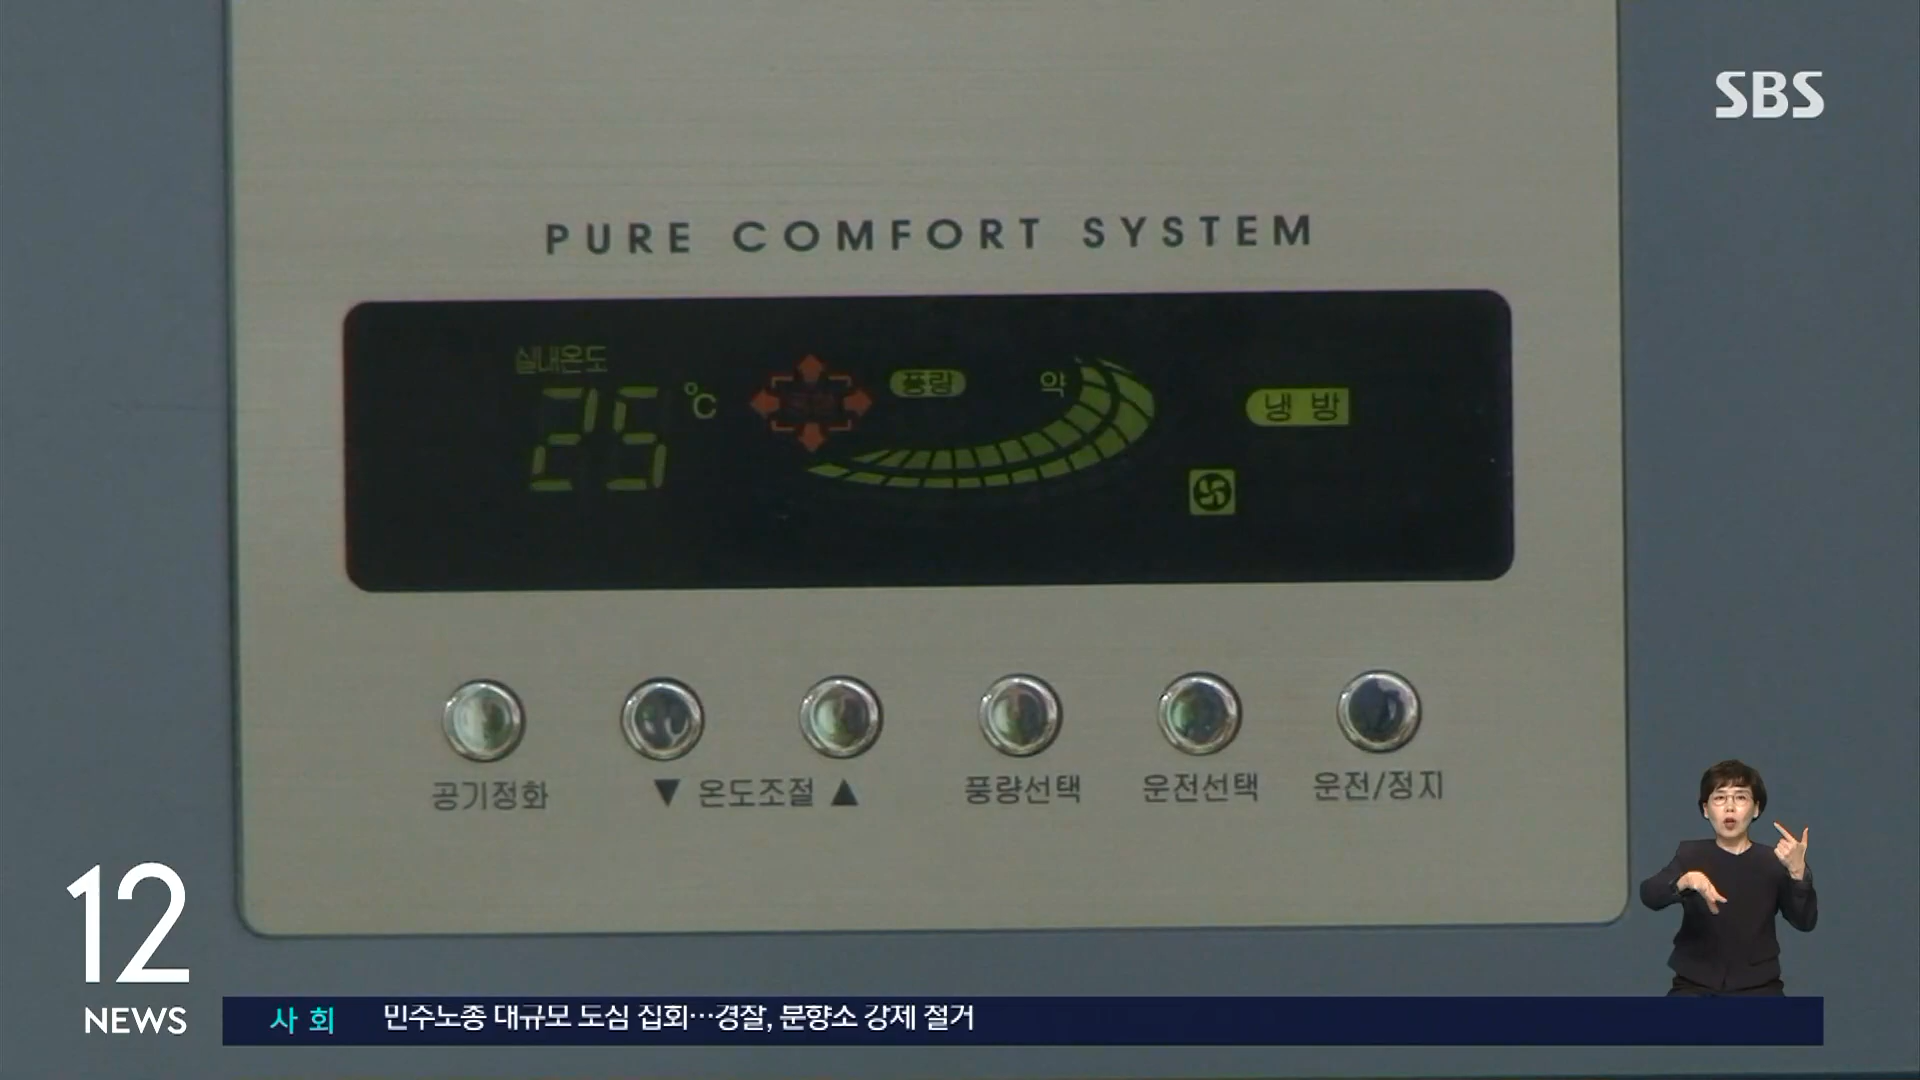 SBS
PURE COMFORT SYSTEM
실내온도
25 °C
풍량
약
냉방
공기정화
▼ 온도조절 ▲
풍량선택
운전선택
운전/정지
12
NEWS
사회
민주노총 대규모 도심 집회…경찰, 분향소 강제 철거